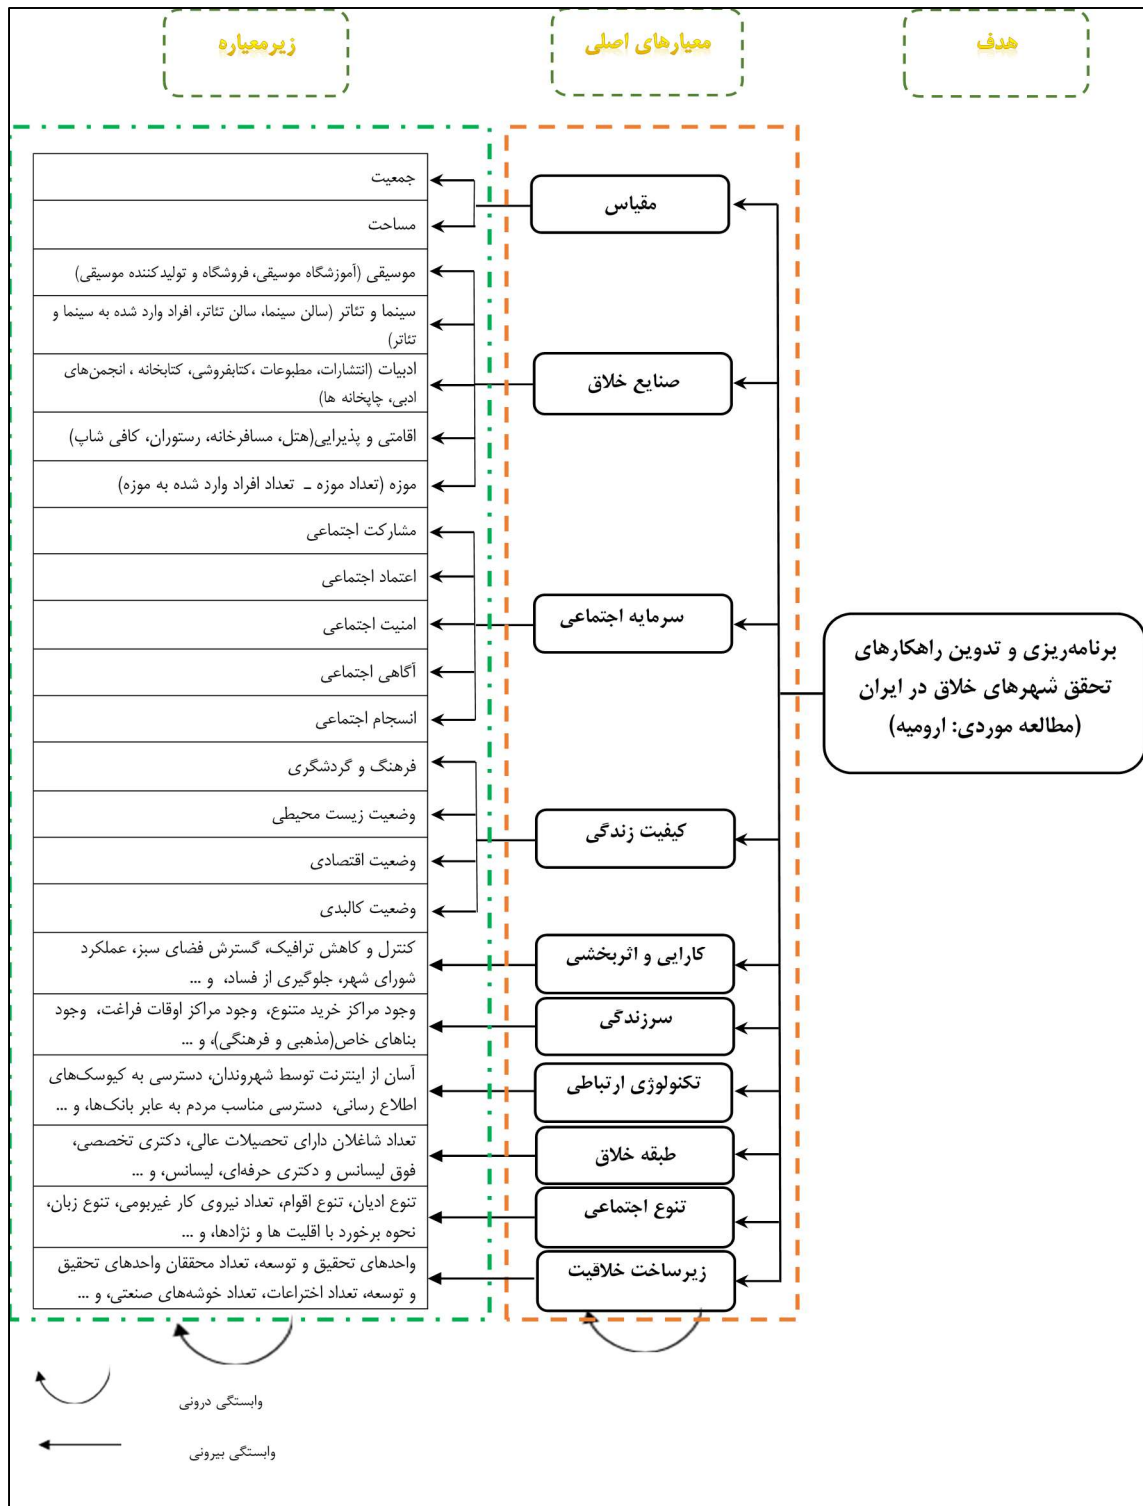 هدف
معیارهای اصلی
زیرمعیاره
برنامه‌ریزی و تدوین راهکارهای
تحقق شهرهای خلاق در ایران
(مطالعه موردی: ارومیه)
مقیاس
جمعیت
مساحت
صنایع خلاق
موسیقی (آموزشگاه موسیقی، فروشگاه و تولیدکننده موسیقی)
سینما و تئاتر (سالن سینما، سالن تئاتر، افراد وارد شده به سینما و
تئاتر)
ادبیات (انتشارات، مطبوعات ،کتابفروشی، کتابخانه ، انجمن‌های
ادبی، چاپخانه ها)
اقامتی و پذیرایی(هتل، مسافرخانه، رستوران، کافی شاپ)
موزه (تعداد موزه – تعداد افراد وارد شده به موزه)
سرمایه اجتماعی
مشارکت اجتماعی
اعتماد اجتماعی
امنیت اجتماعی
آگاهی اجتماعی
انسجام اجتماعی
کیفیت زندگی
فرهنگ و گردشگری
وضعیت زیست محیطی
وضعیت اقتصادی
وضعیت کالبدی
کارایی و اثربخشی
کنترل و کاهش ترافیک، گسترش فضای سبز، عملکرد
شورای شهر، جلوگیری از فساد، و ...
سرزندگی
وجود مراکز خرید متنوع، وجود مراکز اوقات فراغت، وجود
بناهای خاص(مذهبی و فرهنگی)، و ...
تکنولوژی ارتباطی
آسان از اینترنت توسط شهروندان، دسترسی به کیوسک‌های
اطلاع رسانی، دسترسی مناسب مردم به عابر بانک‌ها، و ...
طبقه خلاق
تعداد شاغلان دارای تحصیلات عالی، دکتری تخصصی،
فوق لیسانس و دکتری حرفه‌ای، لیسانس، و ...
تنوع اجتماعی
تنوع ادیان، تنوع اقوام، تعداد نیروی کار غیربومی، تنوع زبان،
نحوه برخورد با اقلیت ها و نژادها، و ...
زیرساخت خلاقیت
واحدهای تحقیق و توسعه، تعداد محققان واحدهای تحقیق
و توسعه، تعداد اختراعات، تعداد خوشه‌های صنعتی، و ...
وابستگی درونی
وابستگی بیرونی